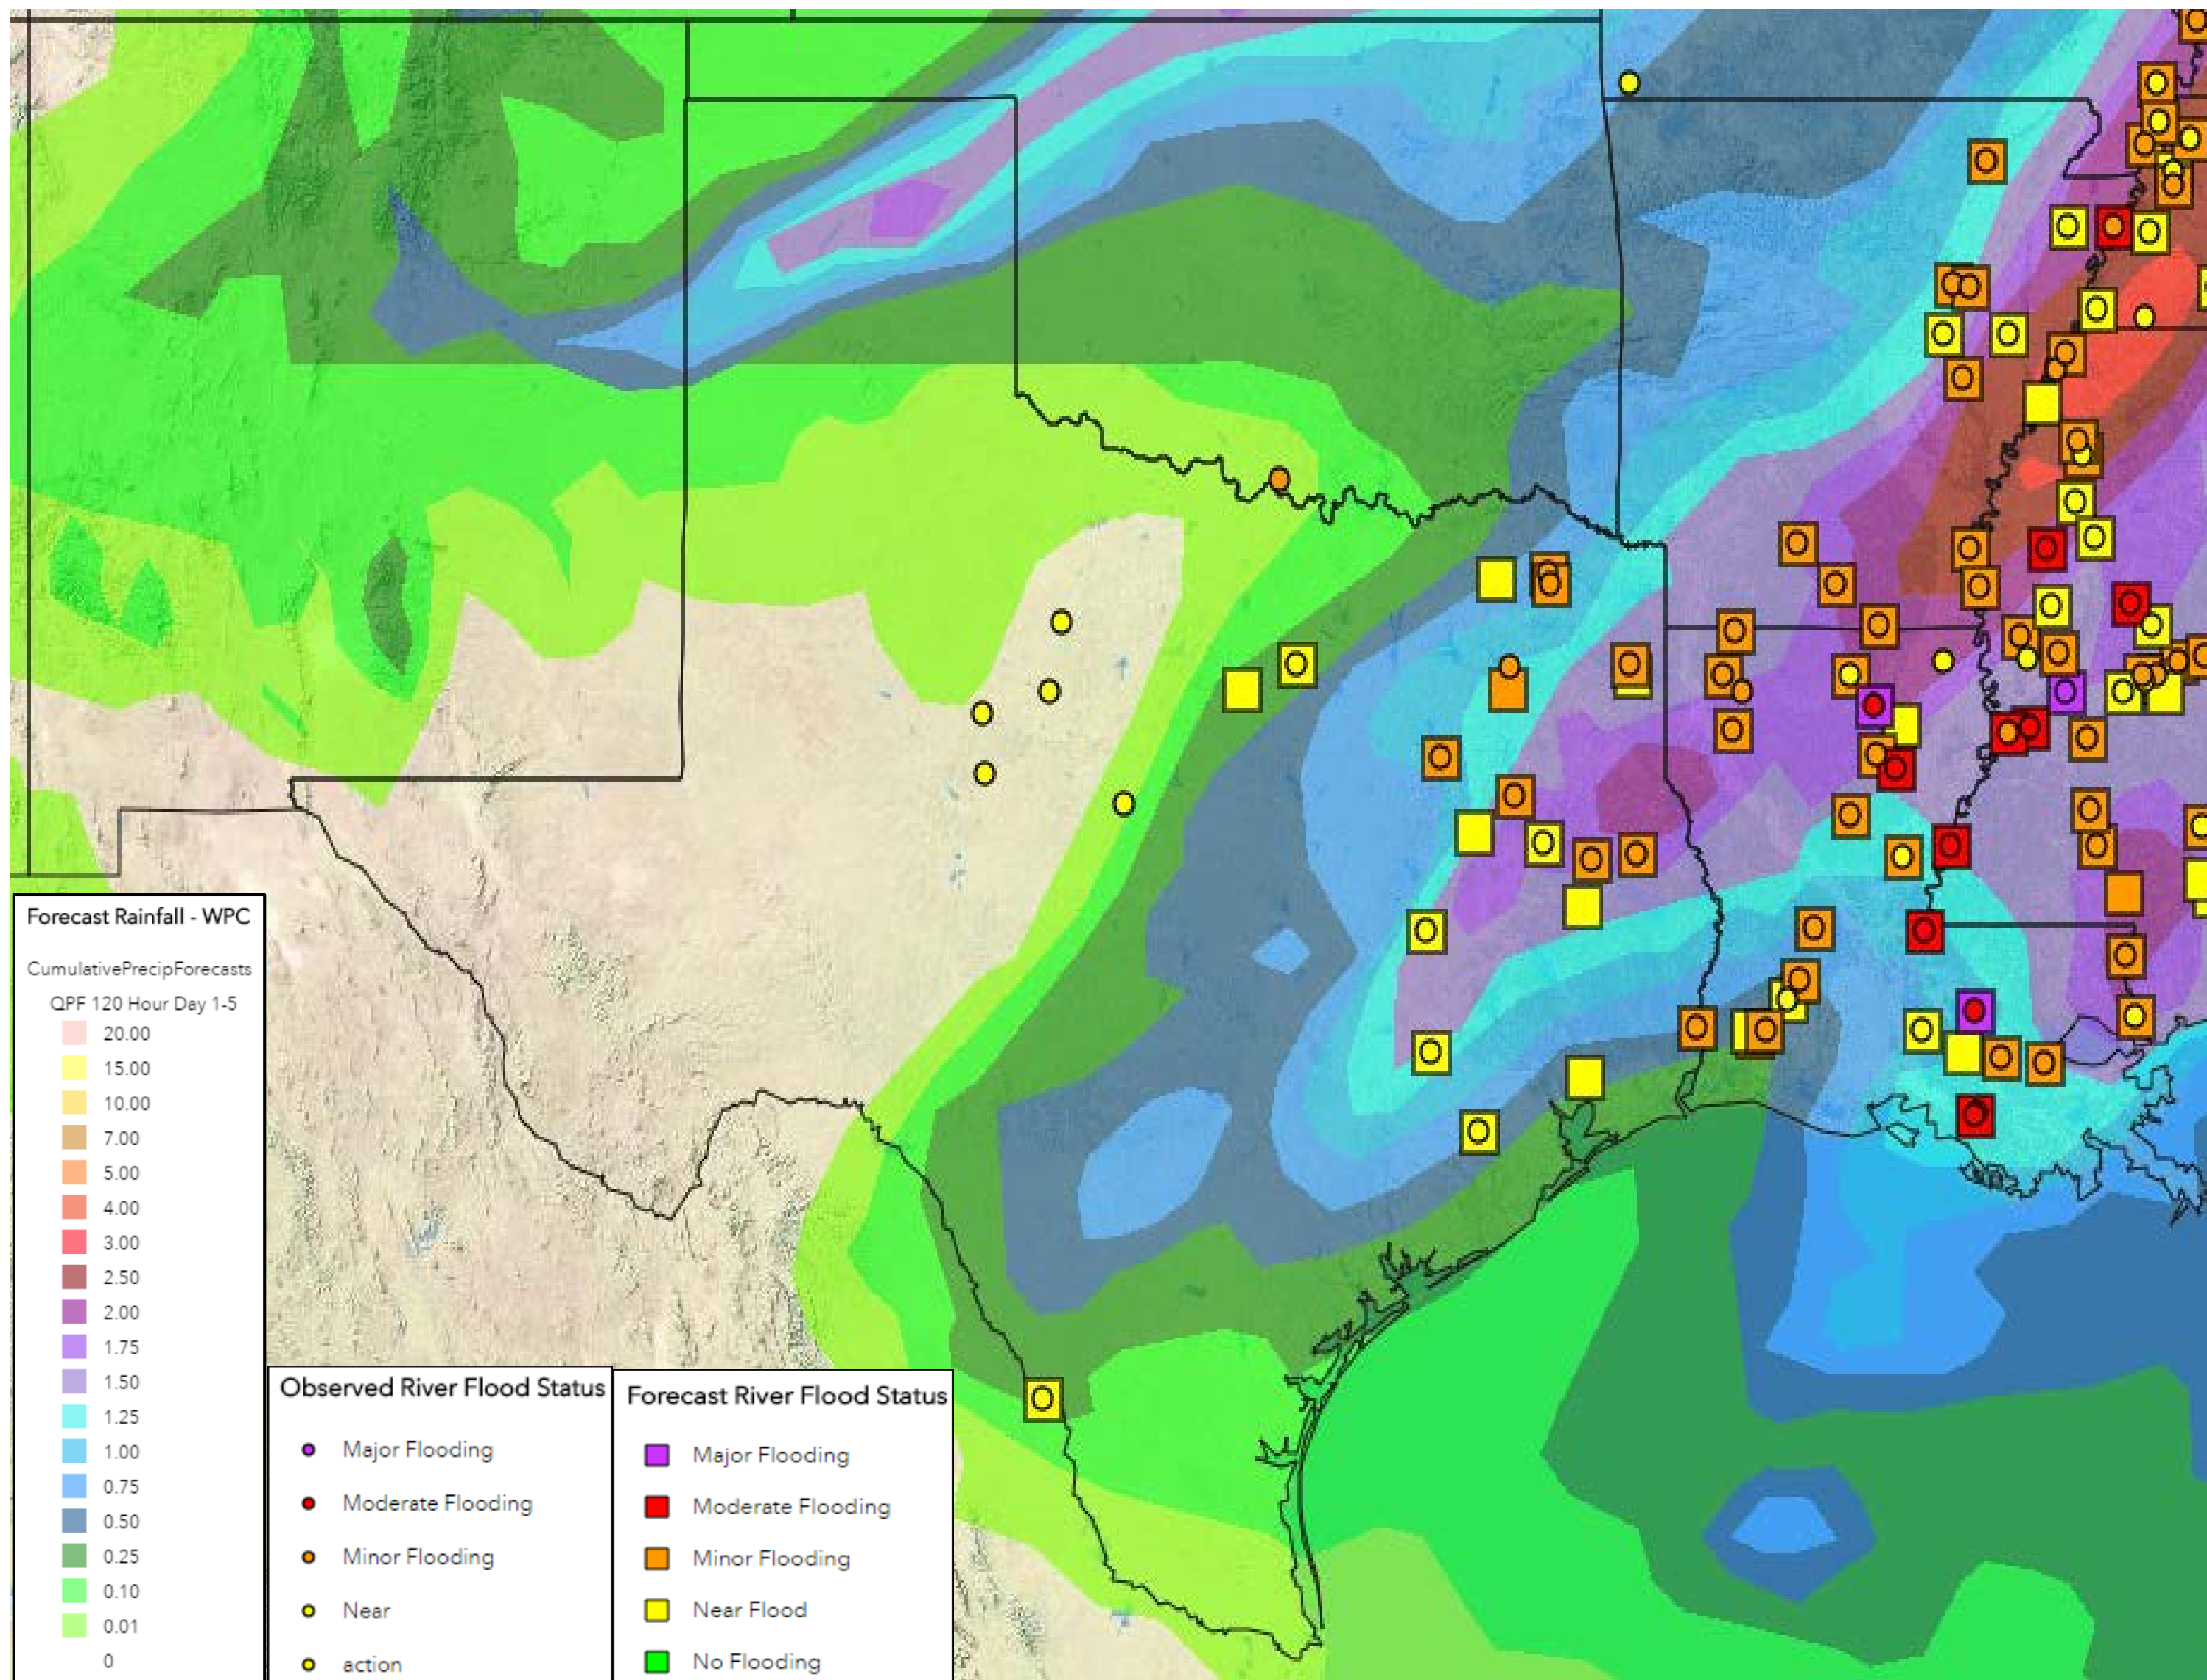 Forecast Rainfall - WPC
CumulativePrecipForecasts
QPF 120 Hour Day 1-5
20.00
15.00
10.00
7.00
5.00
4.00
3.00
2.50
2.00
1.75
1.50
1.25
1.00
0.75
0.50
0.25
0.10
0.01
0
Observed River Flood Status
Major Flooding
Moderate Flooding
Minor Flooding
Near
action
Forecast River Flood Status
Major Flooding
Moderate Flooding
Minor Flooding
Near Flood
No Flooding